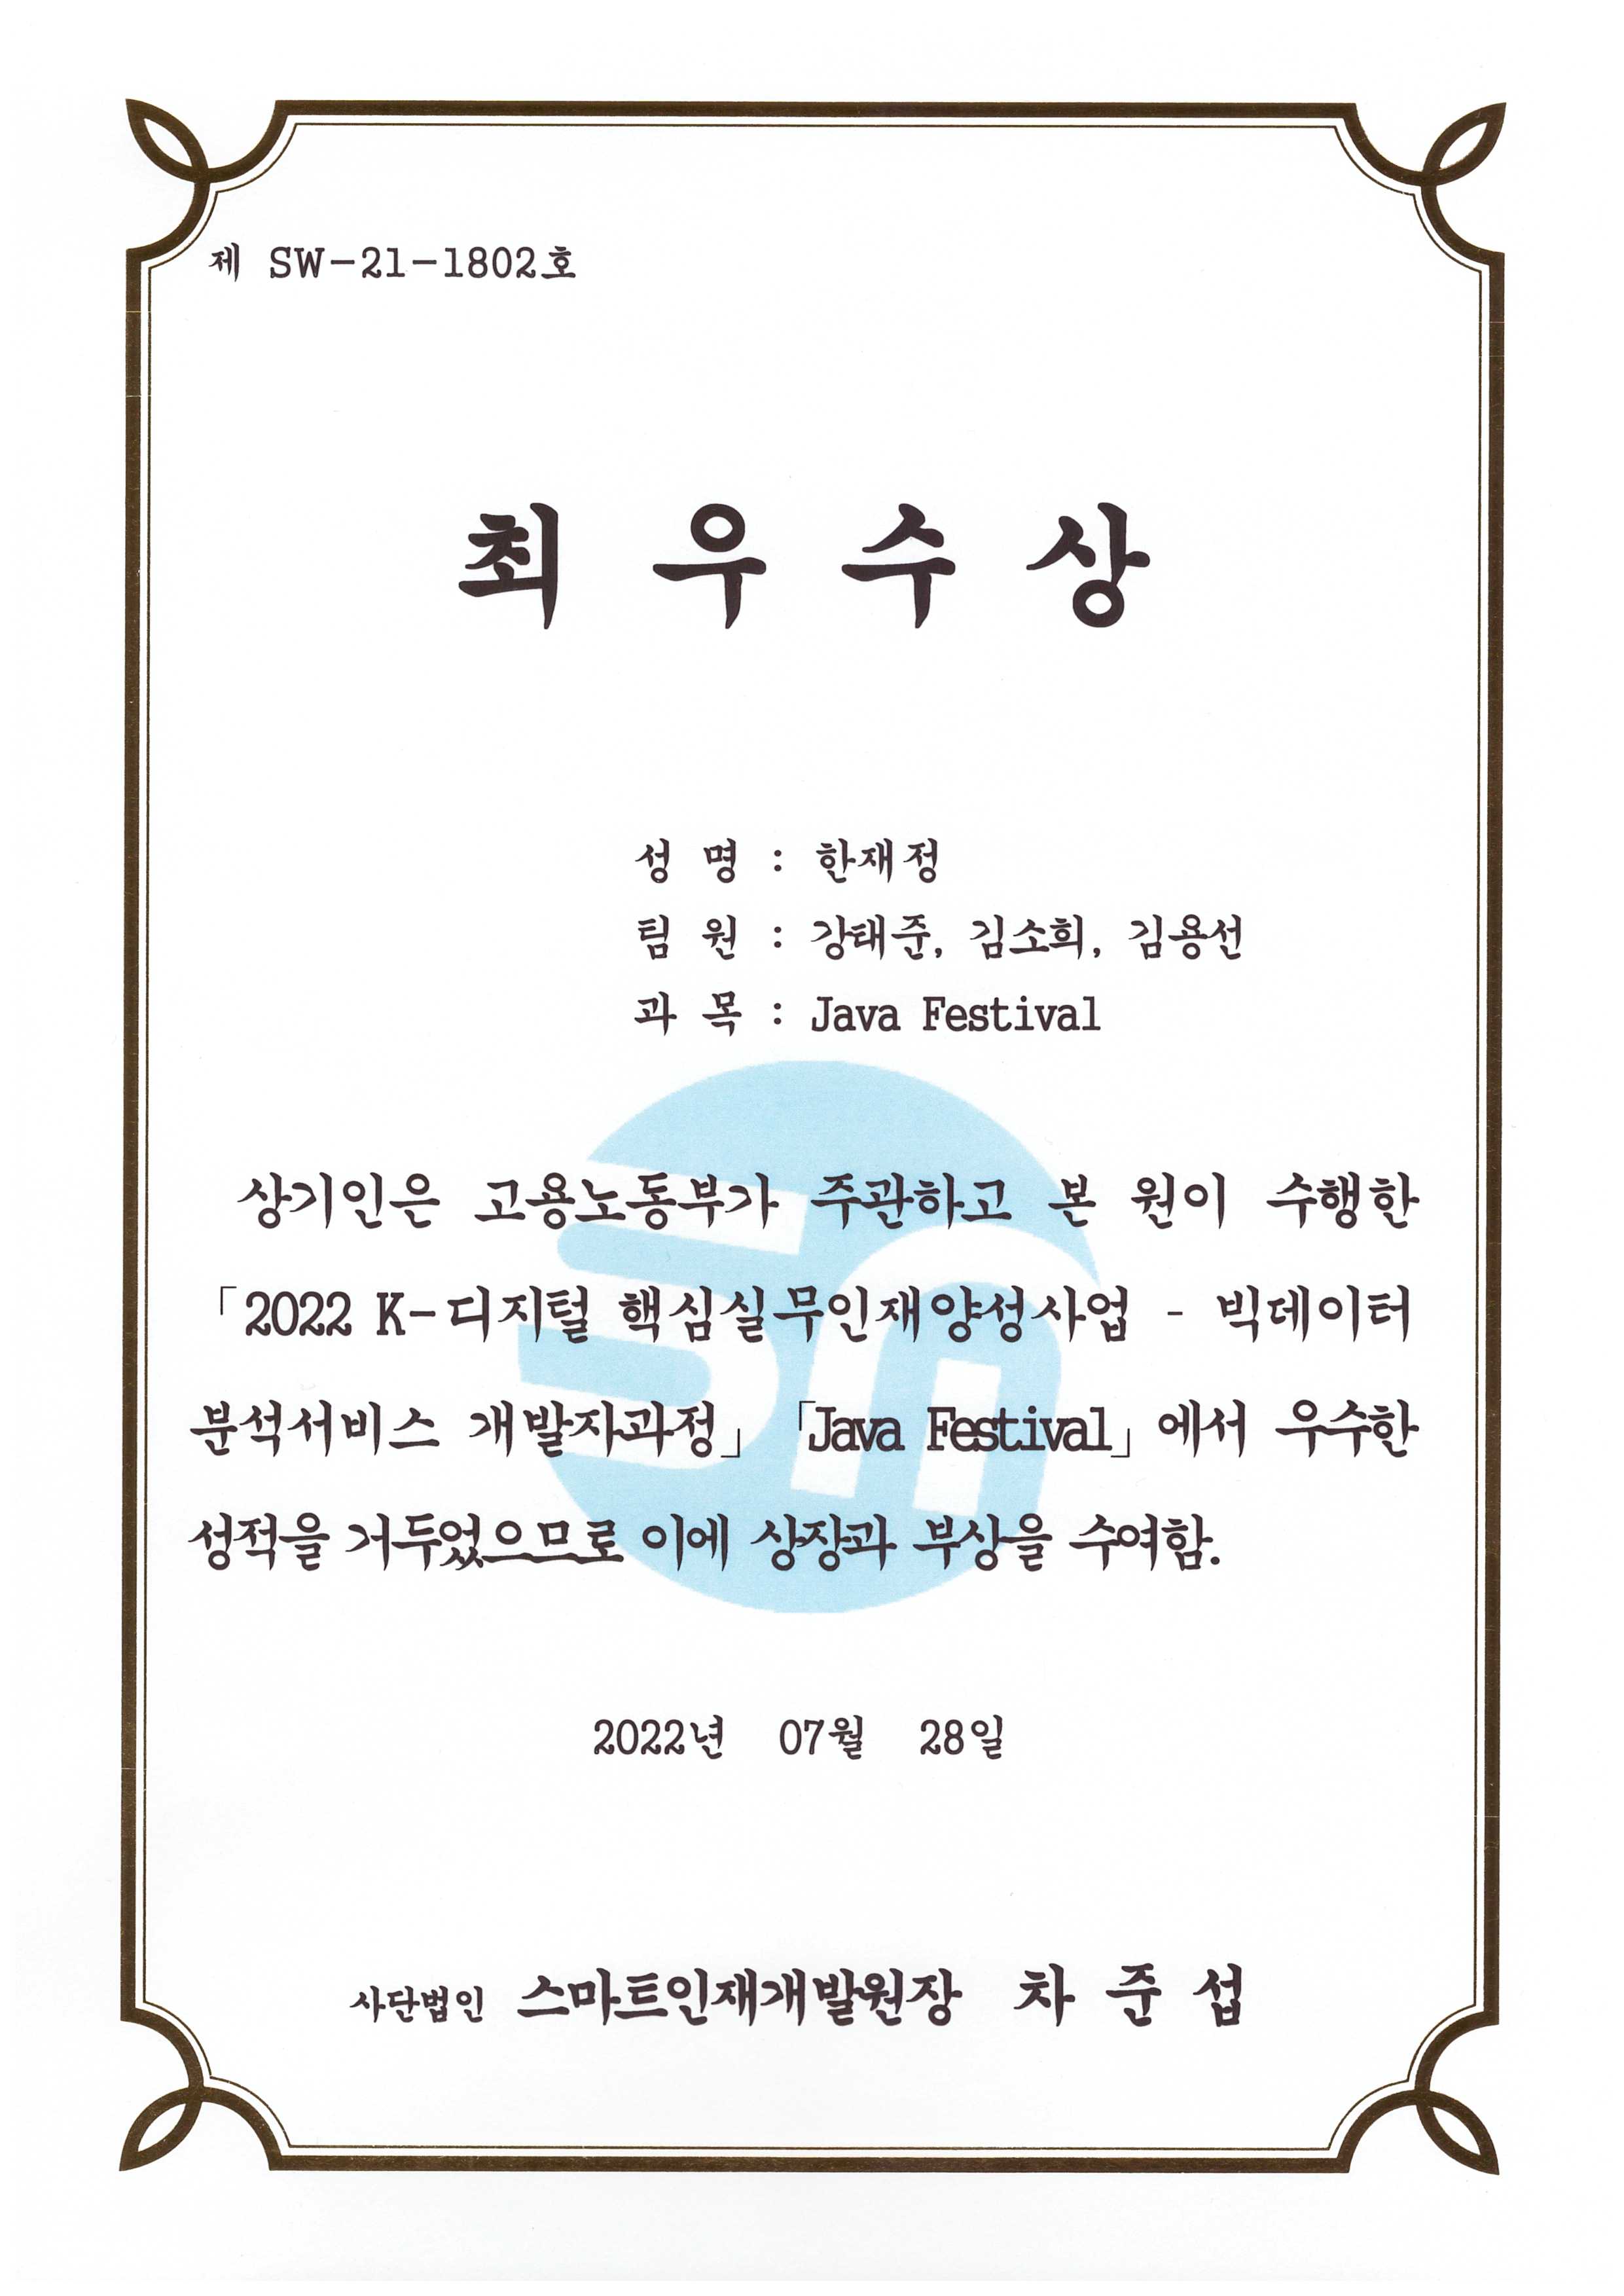 제 SW-21-1802호
최 우 수 상
성 명 : 한재정
팀 원 : 강태준, 김소희, 김용선
과 목 : Java Festival
상기인은 고용노동부가 주관하고 본 원이 수행한
「2022 K-디지털 핵심실무인재양성사업 - 빅데이터
분석서비스 개발자과정」「Java Festival」에서 우수한
성적을 거두었으므로 이에 상장과 부상을 수여함.
2022년 07월 28일
사단법인 스마트인재개발원장 차 준 섭